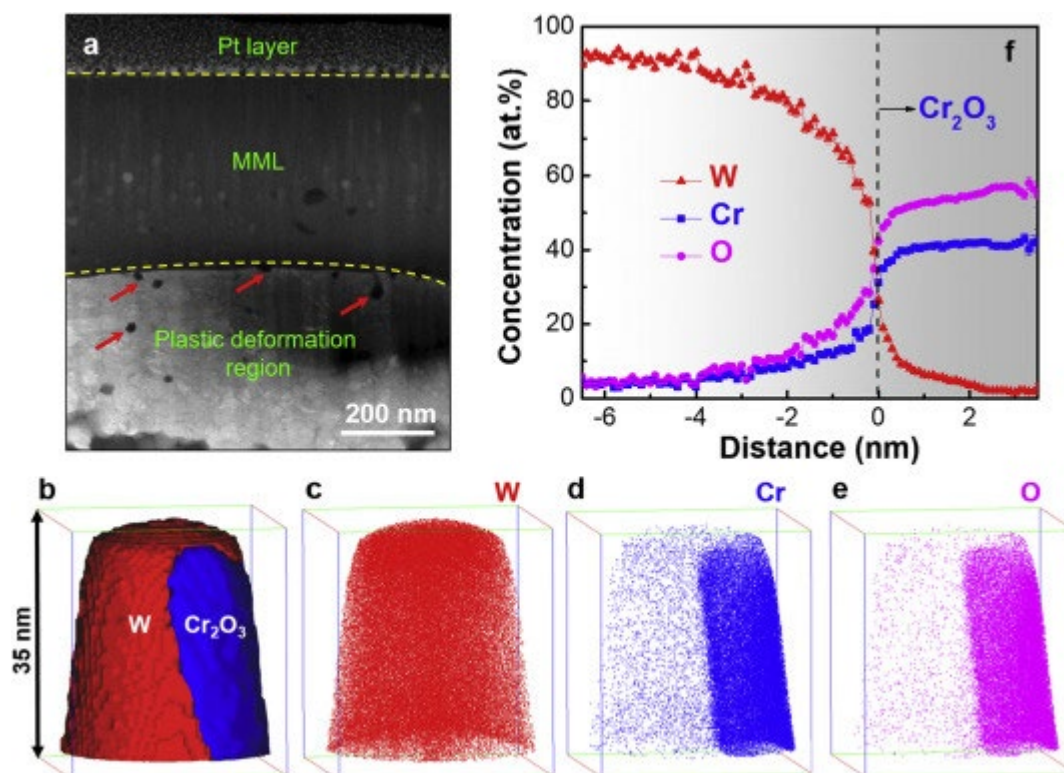 a
Pt layer
MML
Plastic deformation
region
200 nm
f
Concentration (at.%)
100
80
60
40
20
0
W
Cr
O
Cr₂O₃
-6 -4 -2 0 2
Distance (nm)
b
35 nm
W
Cr₂O₃
c
W
d
Cr
e
O